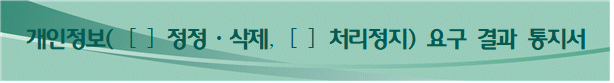 개인정보( [ ] 정정ㆍ삭제, [ ] 처리정지) 요구 결과 통지서